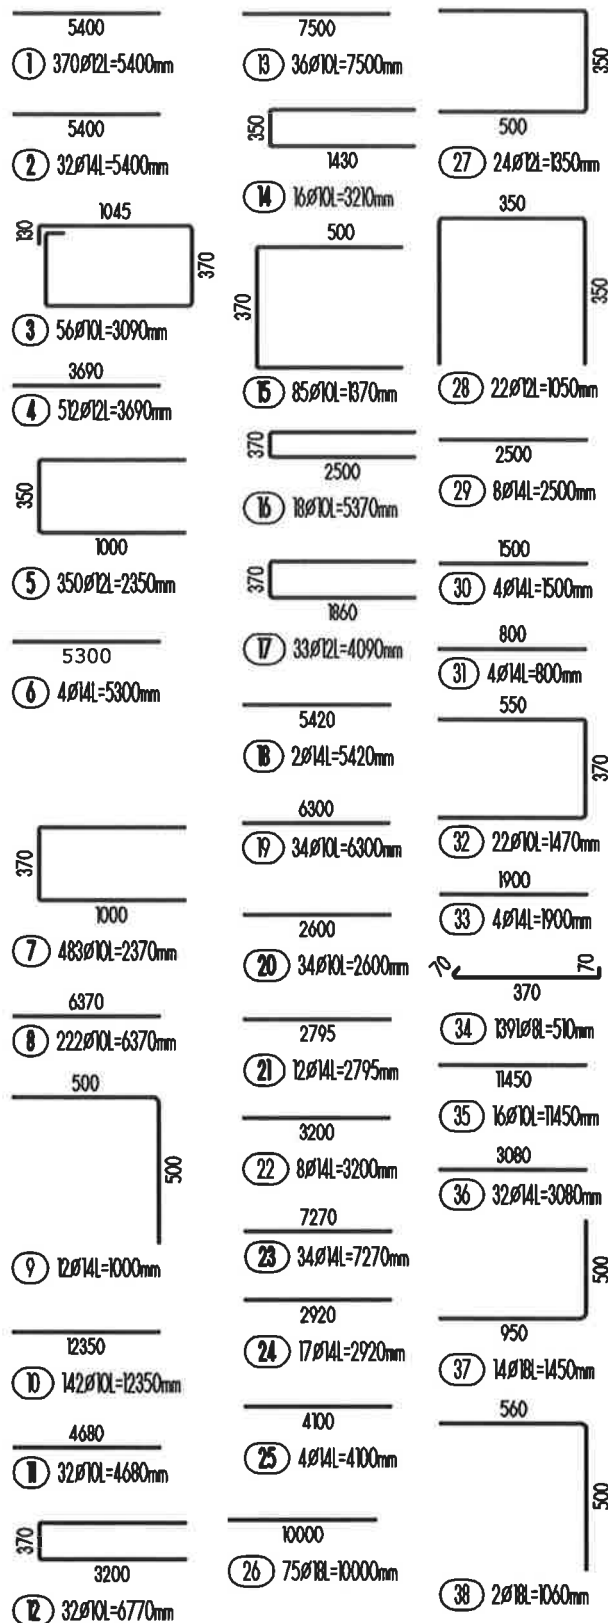 5400
1 370Ø12L=5400mm
5400
2 32Ø14L=5400mm
1045
130
370
3 56Ø10L=3090mm
3690
4 512Ø12L=3690mm
350
1000
5 350Ø12L=2350mm
5300
6 4Ø14L=5300mm
370
1000
7 483Ø10L=2370mm
6370
8 222Ø10L=6370mm
500
500
9 12Ø14L=1000mm
12350
10 142Ø10L=12350mm
4680
11 32Ø10L=4680mm
370
3200
12 32Ø10L=6770mm
7500
13 36Ø10L=7500mm
350
1430
14 16Ø10L=3210mm
500
370
15 85Ø10L=1370mm
370
2500
16 18Ø10L=5370mm
370
1860
17 33Ø12L=4090mm
5420
18 2Ø14L=5420mm
6300
19 34Ø10L=6300mm
2600
20 34Ø10L=2600mm
2795
21 12Ø14L=2795mm
3200
22 8Ø14L=3200mm
7270
23 34Ø14L=7270mm
2920
24 17Ø14L=2920mm
4100
25 4Ø14L=4100mm
10000
26 75Ø18L=10000mm
350
500
27 24Ø12L=1350mm
350
350
28 22Ø12L=1050mm
2500
29 8Ø14L=2500mm
1500
30 4Ø14L=1500mm
800
31 4Ø14L=800mm
550
370
32 22Ø10L=1470mm
1900
33 4Ø14L=1900mm
70
70
370
34 1391Ø8L=510mm
11450
35 16Ø10L=11450mm
3080
36 32Ø14L=3080mm
500
950
37 14Ø18L=1450mm
560
500
38 2Ø18L=1060mm